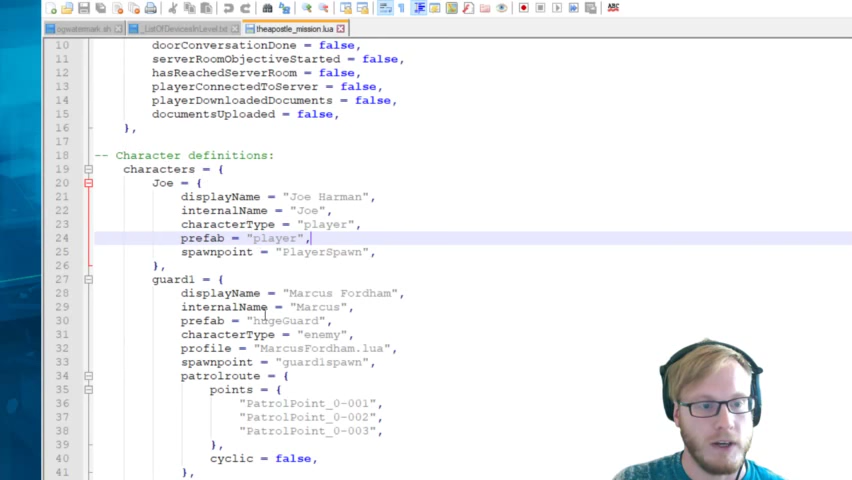 ogwatermark.sh _ListOfDevicesInLevel.txt theapostle_mission.lua
10 doorConversationDone = false,
11 serverRoomObjectiveStarted = false,
12 hasReachedServerRoom = false,
13 playerConnectedToServer = false,
14 playerDownloadedDocuments = false,
15 documentsUploaded = false,
16 },
17
18 -- Character definitions:
19 characters = {
20 Joe = {
21 displayName = "Joe Harman",
22 internalName = "Joe",
23 characterType = "player",
24 prefab = "player",
25 spawnpoint = "PlayerSpawn",
26 },
27 guard1 = {
28 displayName = "Marcus Fordham",
29 internalName = "Marcus",
30 prefab = "hugeGuard",
31 characterType = "enemy",
32 profile = "MarcusFordham.lua",
33 spawnpoint = "guard1spawn",
34 patrolroute = {
35 points = {
36 "PatrolPoint_0-001",
37 "PatrolPoint_0-002",
38 "PatrolPoint_0-003",
39 },
40 cyclic = false,
41 },